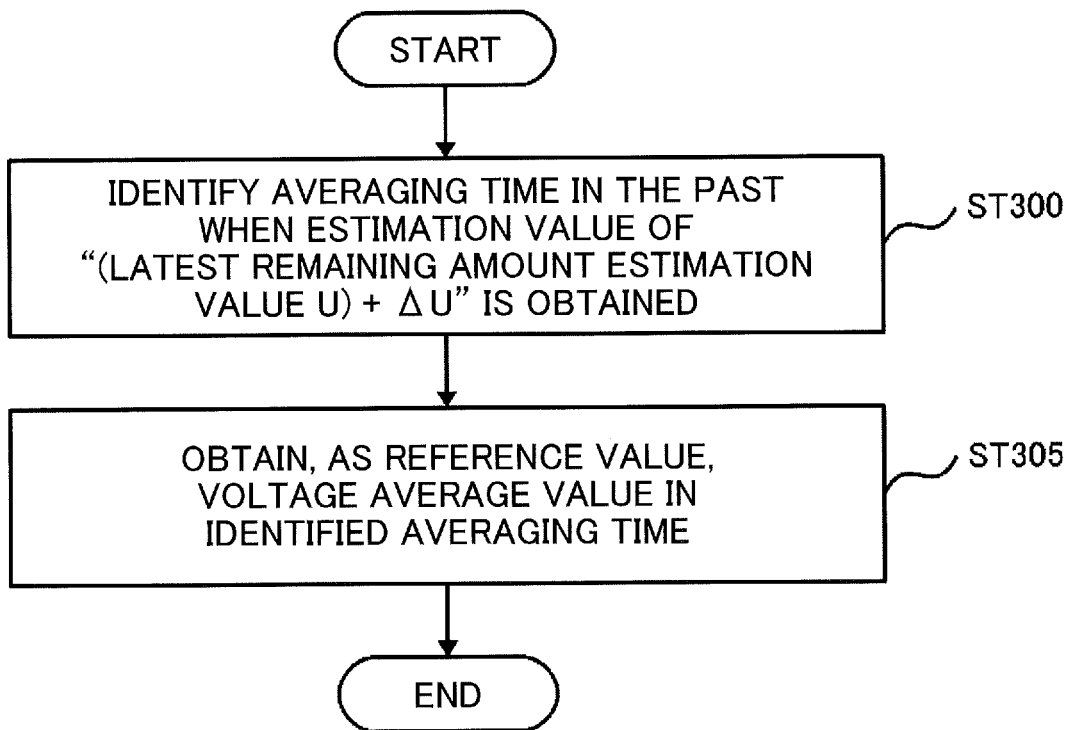 START
IDENTIFY AVERAGING TIME IN THE PAST
WHEN ESTIMATION VALUE OF
“(LATEST REMAINING AMOUNT ESTIMATION
VALUE U) + ΔU” IS OBTAINED
ST300
OBTAIN, AS REFERENCE VALUE,
VOLTAGE AVERAGE VALUE IN
IDENTIFIED AVERAGING TIME
ST305
END